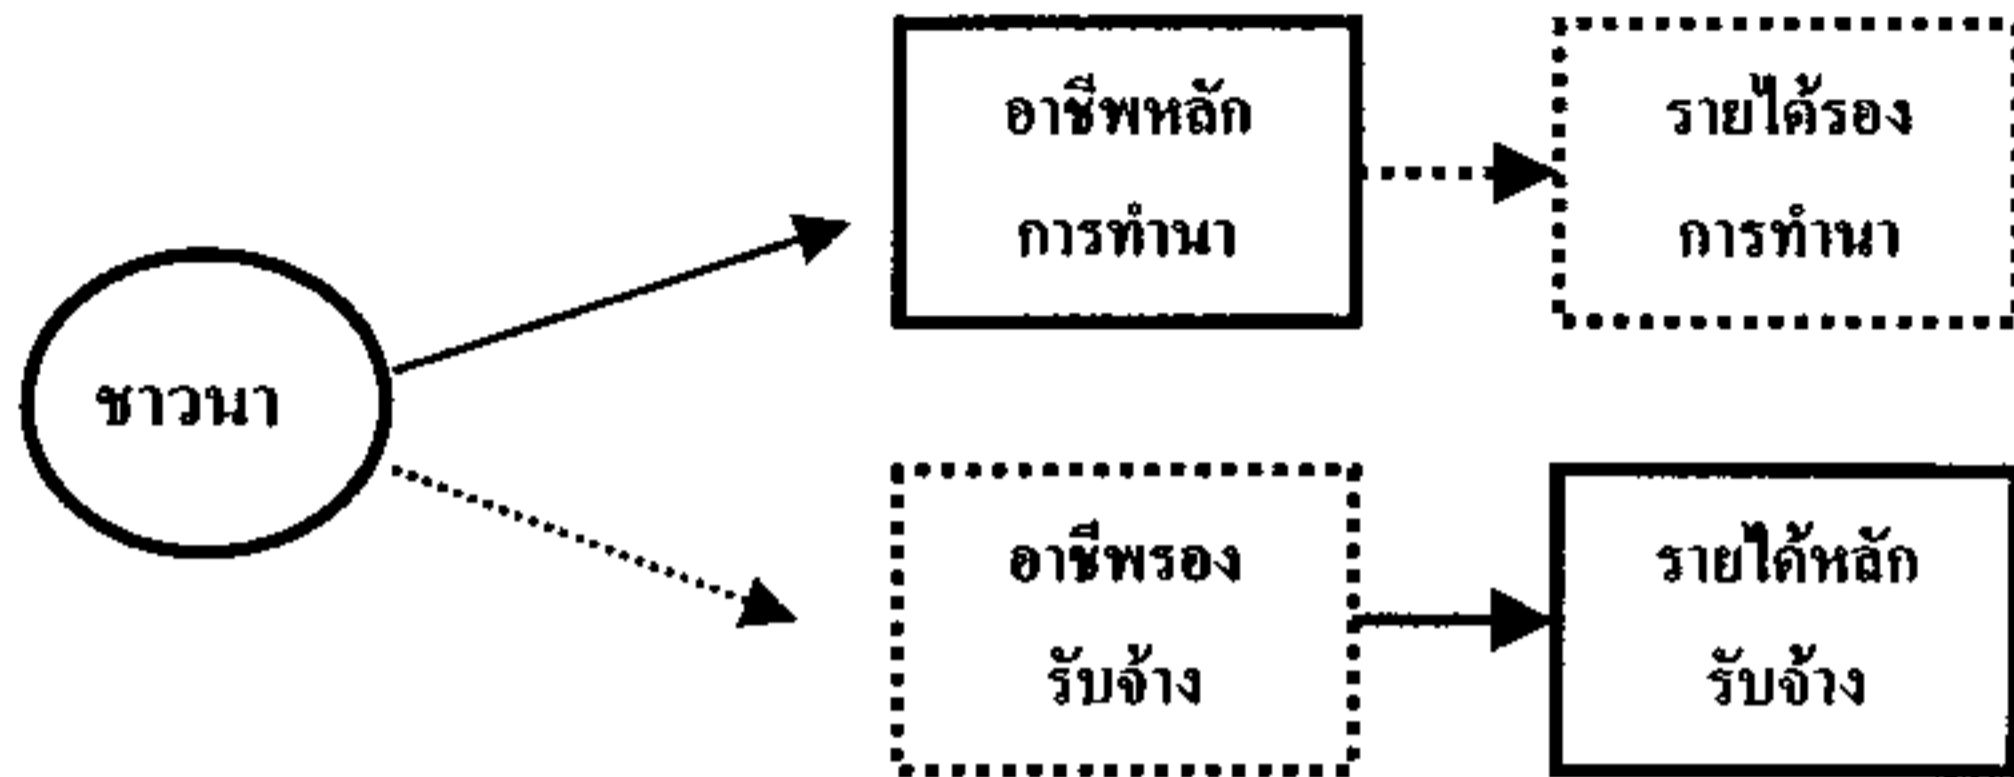 อาชีพหลัก
การทำนา
รายได้รอง
การทำนา
ชาวนา
อาชีพรอง
รับจ้าง
รายได้หลัก
รับจ้าง